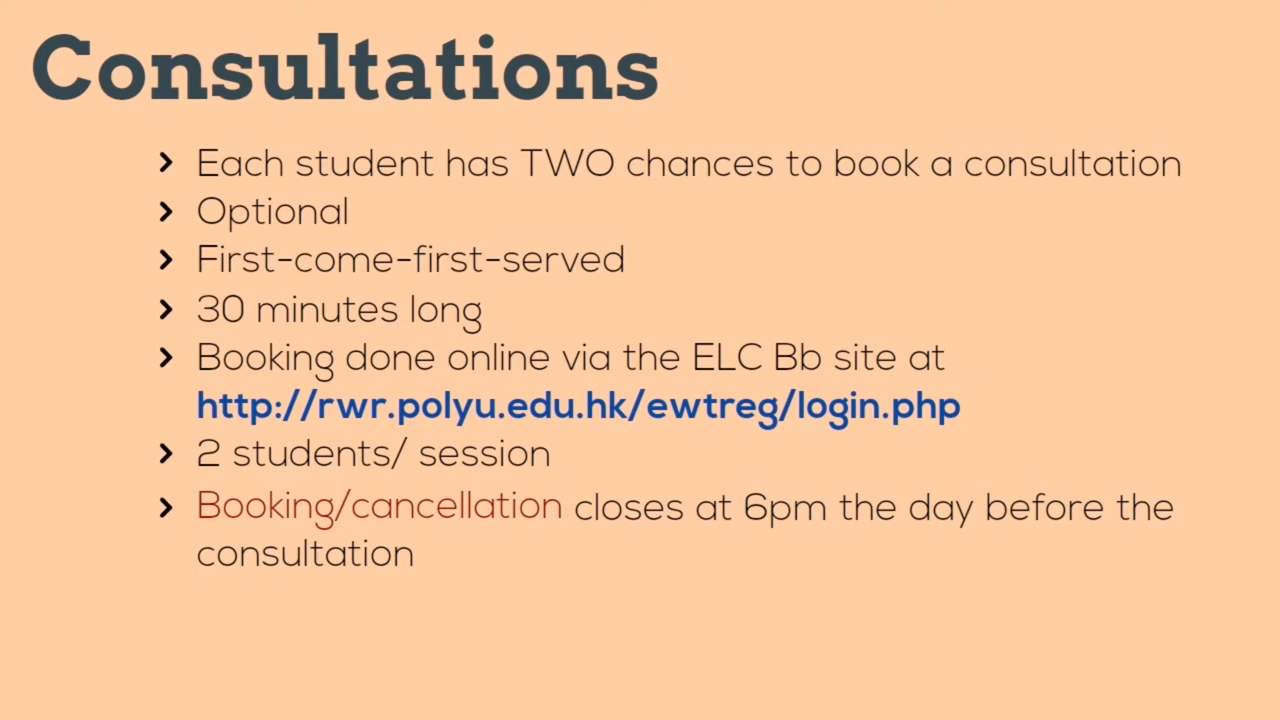 Consultations
Each student has TWO chances to book a consultation
Optional
First-come-first-served
30 minutes long
Booking done online via the ELC Bb site at
http://rwr.polyu.edu.hk/ewtreg/login.php
2 students/ session
Booking/cancellation closes at 6pm the day before the
consultation